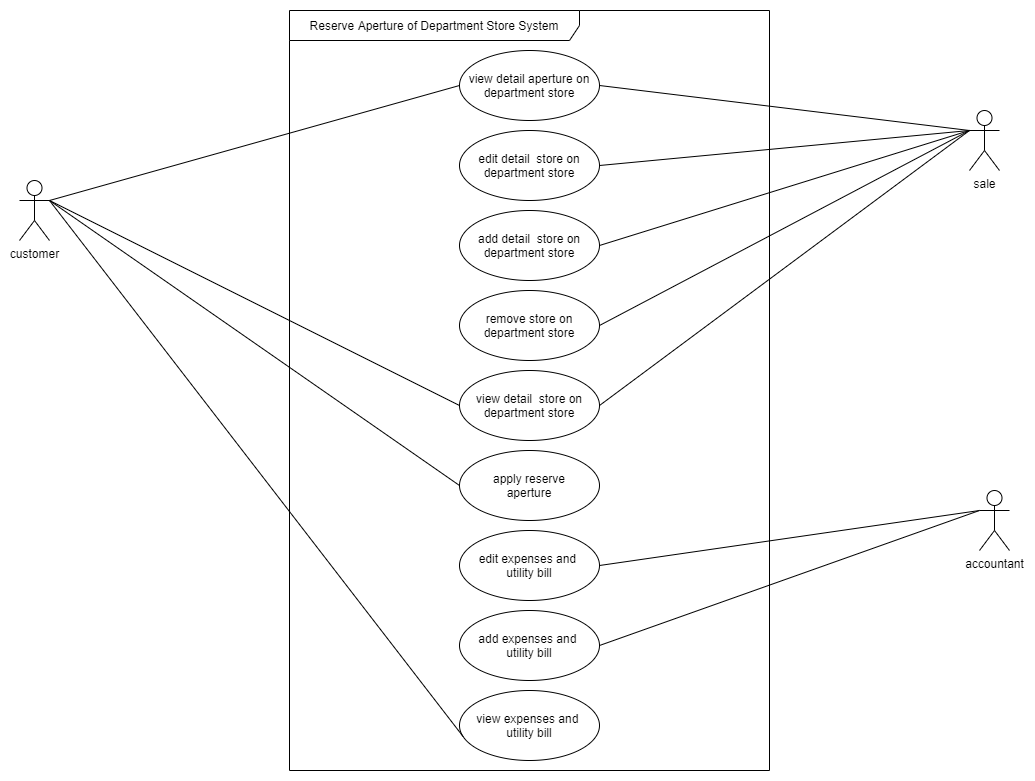 Reserve Aperture of Department Store System
view detail aperture on
department store
edit detail  store on
department store
sale
add detail  store on
department store
customer
remove store on
department store
view detail  store on
department store
apply reserve
aperture
edit expenses and
utility bill
accountant
add expenses and
utility bill
view expenses and
utility bill